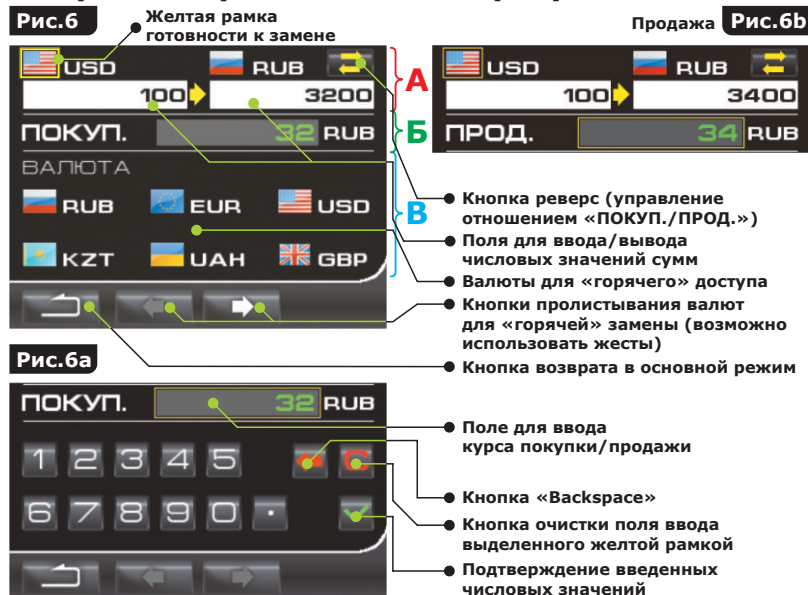 Рис.6
Желтая рамка
готовности к замене
Продажа
Рис.6b
USD
RUB
100
3200
ПОКУП.
32 RUB
ВАЛЮТА
RUB
EUR
USD
KZT
UAH
GBP
А
Б
В
USD
RUB
100
3400
ПРОД.
34 RUB
Кнопка реверс (управление
отношением «ПОКУП./ПРОД.»)
Поля для ввода/вывода
числовых значений сумм
Валюты для «горячего» доступа
Кнопки пролистывания валют
для «горячей» замены (возможно
использовать жесты)
Кнопка возврата в основной режим
Рис.6а
ПОКУП.
32 RUB
1 2 3 4 5
C
6 7 8 9 0 .
Поле для ввода
курса покупки/продажи
Кнопка «Backspace»
Кнопка очистки поля ввода
выделенного желтой рамкой
Подтверждение введенных
числовых значений